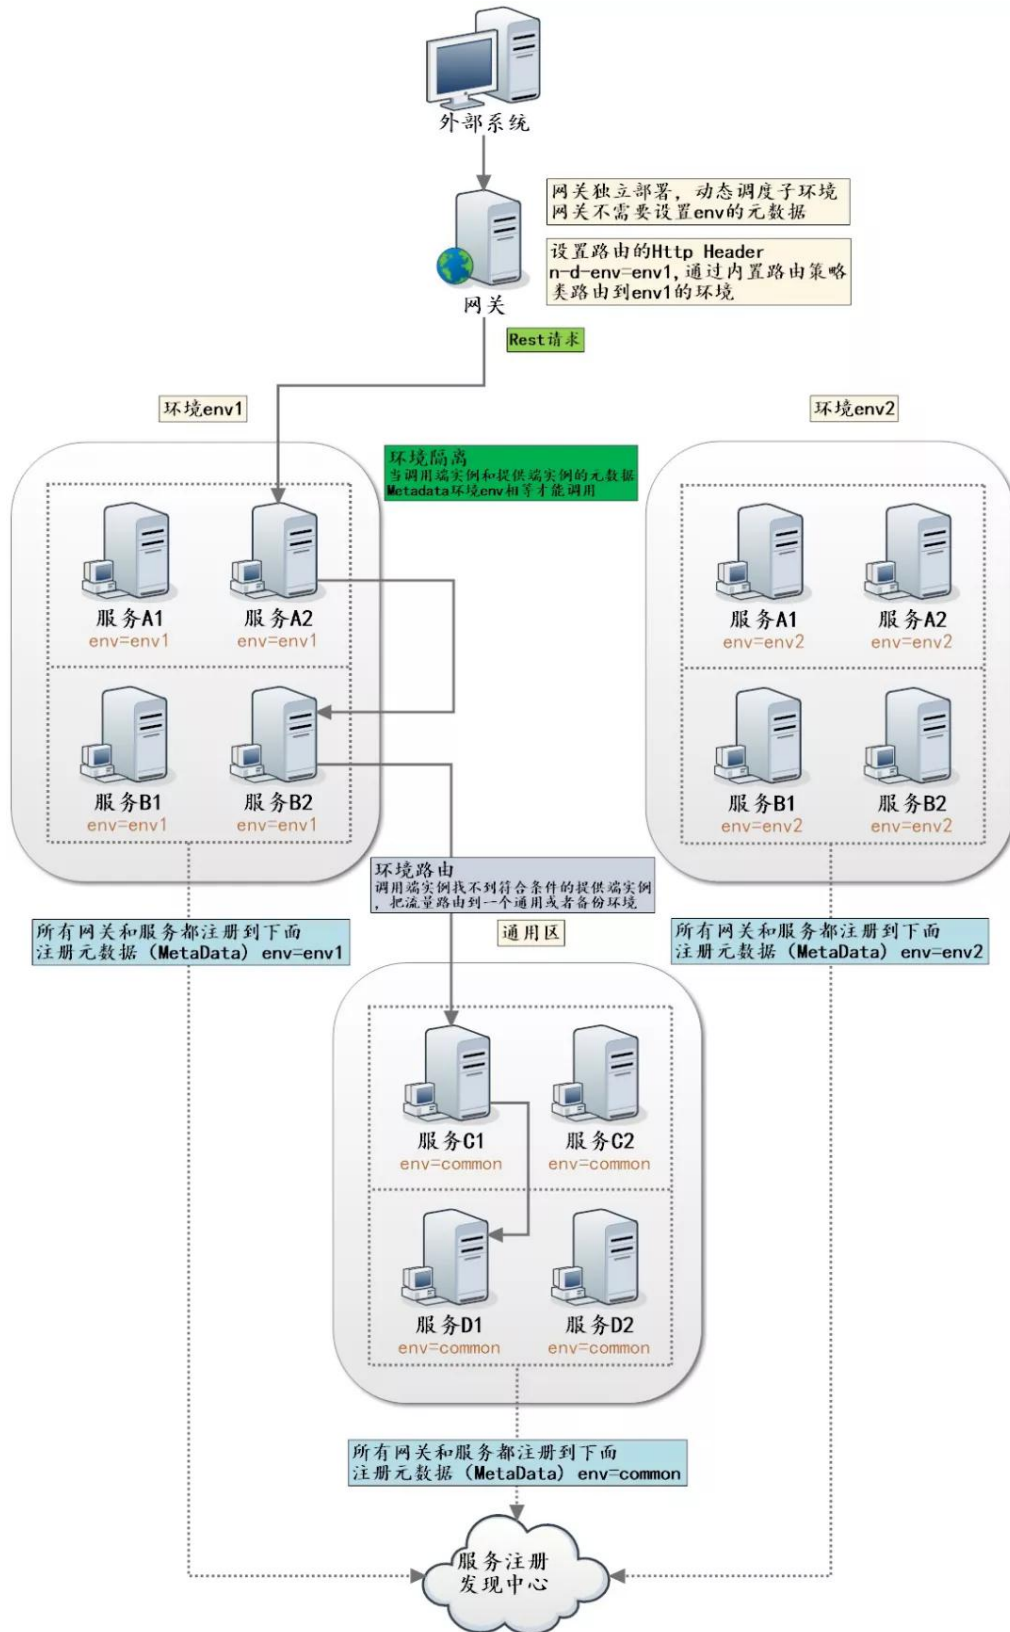 外部系统
网关独立部署，动态调度子环境
网关不需要设置env的元数据
设置路由的Http Header
n-d-env=env1,通过内置路由策略
类路由到env1的环境
网关
Rest请求
环境env1
环境env2
环境隔离
当调用端实例和提供端实例的元数据
Metadata环境env相等才能调用
服务A1
env=env1
服务A2
env=env1
服务A1
env=env2
服务A2
env=env2
服务B1
env=env1
服务B2
env=env1
服务B1
env=env2
服务B2
env=env2
环境路由
调用端实例找不到符合条件的提供端实例
，把流量路由到一个通用或者备份环境
所有网关和服务都注册到下面
注册元数据（MetaData）env=env1
通用区
所有网关和服务都注册到下面
注册元数据（MetaData）env=env2
服务C1
env=common
服务C2
env=common
服务D1
env=common
服务D2
env=common
所有网关和服务都注册到下面
注册元数据（MetaData）env=common
服务注册
发现中心